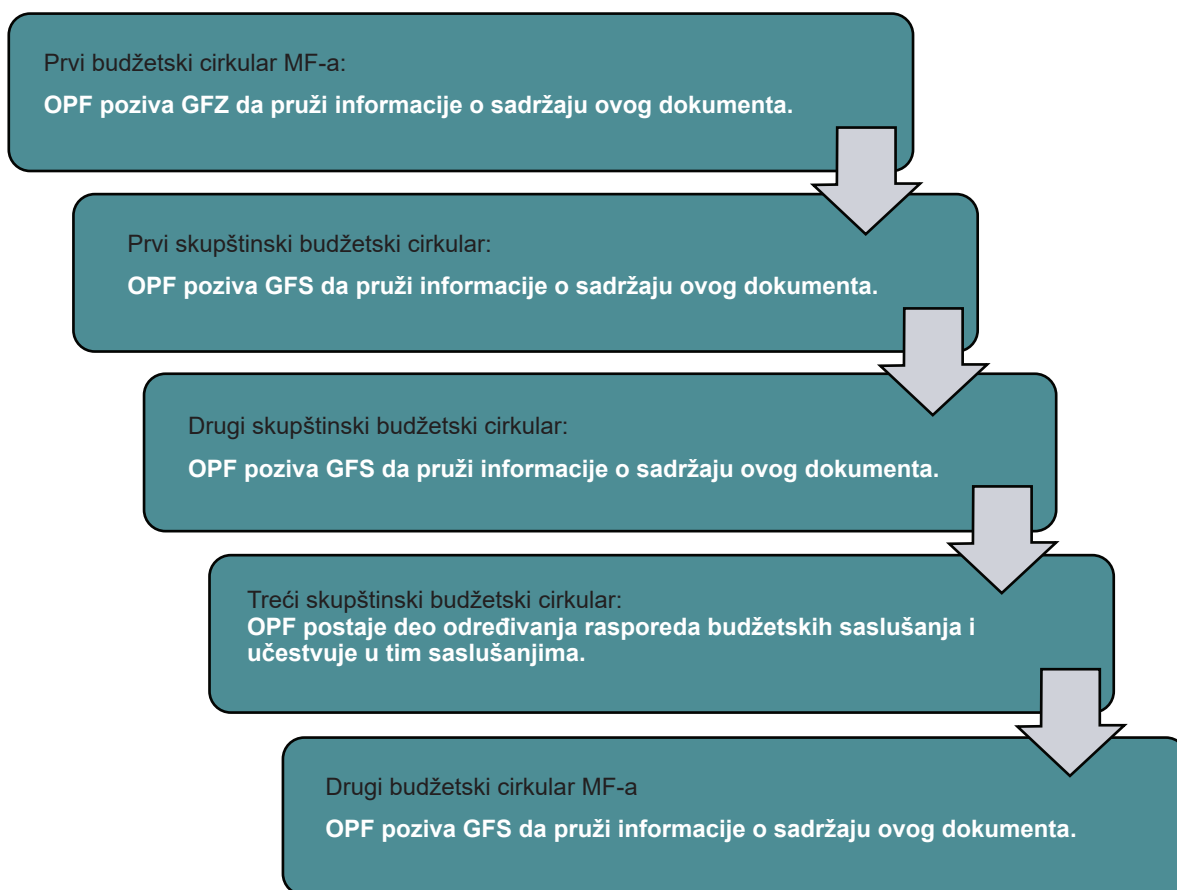 Prvi budžetski cirkular MF-a:
OPF poziva GFZ da pruži informacije o sadržaju ovog dokumenta.
Prvi skupštinski budžetski cirkular:
OPF poziva GFS da pruži informacije o sadržaju ovog dokumenta.
Drugi skupštinski budžetski cirkular:
OPF poziva GFS da pruži informacije o sadržaju ovog dokumenta.
Treći skupštinski budžetski cirkular:
OPF postaje deo određivanja rasporeda budžetskih saslušanja i
učestvuje u tim saslušanjima.
Drugi budžetski cirkular MF-a
OPF poziva GFS da pruži informacije o sadržaju ovog dokumenta.